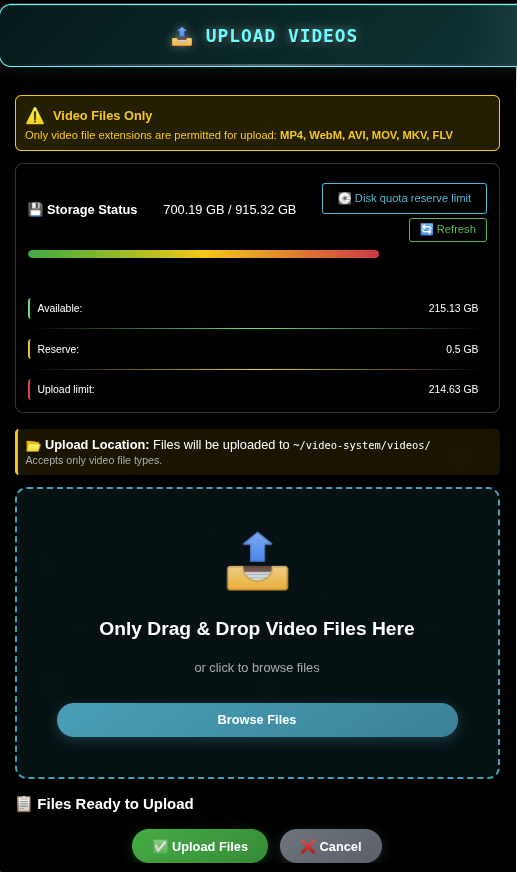 UPLOAD VIDEOS
Video Files Only
Only video file extensions are permitted for upload: MP4, WebM, AVI, MOV, MKV, FLV
Storage Status 700.19 GB / 915.32 GB Disk quota reserve limit
Refresh
Available: 215.13 GB
Reserve: 0.5 GB
Upload limit: 214.63 GB
Upload Location: Files will be uploaded to ~/video-system/videos/
Accepts only video file types.
Only Drag & Drop Video Files Here
or click to browse files
Browse Files
Files Ready to Upload
Upload Files Cancel